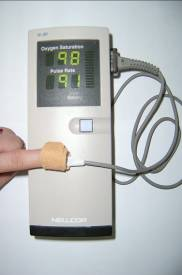 Oxygen Saturation
98
Pulse Rate
91
Battery
NELLCOR